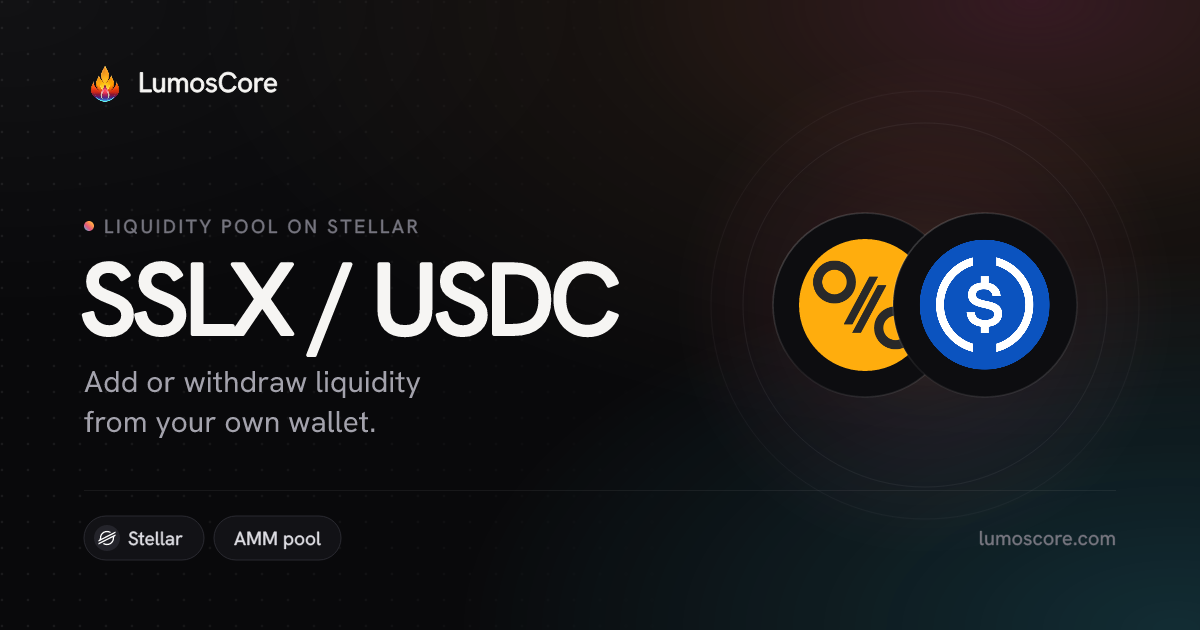 LumosCore
LIQUIDITY POOL ON STELLAR
SSLX / USDC
Add or withdraw liquidity
from your own wallet.
Stellar
AMM pool
lumoscore.com